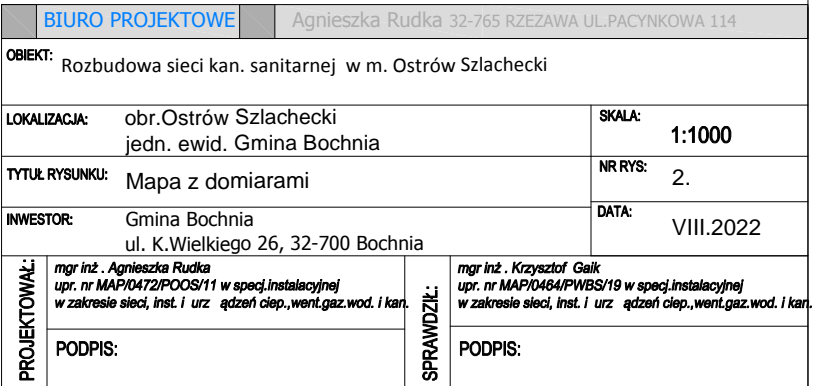 BIURO PROJEKTOWE Agnieszka Rudka 32-765 RZEZAWA UL.PACYNKOWA 114
OBIEKT: Rozbudowa sieci kan. sanitarnej w m. Ostrów Szlachecki
LOKALIZACJA: obr.Ostrów Szlachecki
jedn. ewid. Gmina Bochnia
SKALA:
1:1000
TYTUŁ RYSUNKU: Mapa z domiarami
NR RYS: 2.
INWESTOR: Gmina Bochnia
ul. K.Wielkiego 26, 32-700 Bochnia
DATA: VIII.2022
PROJEKTOWAŁ:
mgr inż . Agnieszka Rudka
upr. nr MAP/0472/POOS/11 w specj.instalacyjnej
w zakresie sieci, inst. i urz ądzeń ciep.,went.gaz.wod. i kan.
PODPIS:
SPRAWDZIŁ:
mgr inż . Krzysztof Gaik
upr. nr MAP/0464/PWBS/19 w specj.instalacyjnej
w zakresie sieci, inst. i urz ądzeń ciep.,went.gaz.wod. i kan.
PODPIS: